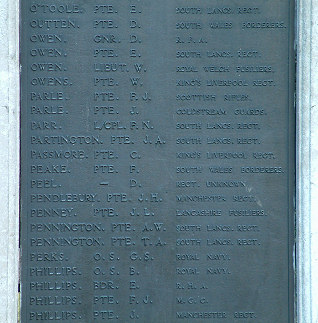 O'TOOLE. PTE. E. SOUTH LANCS. REGT.
OUTTEN. PTE. D. SOUTH WALES BORDERERS.
OWEN. GNR. D. R. F. A.
OWEN. PTE. E. SOUTH LANCS. REGT.
OWEN. LIEUT. W. ROYAL WELCH FUSILIERS.
OWENS. PTE. W. KING'S LIVERPOOL REGT.
PARLE. PTE. F. J. SCOTTISH RIFLES.
PARLE. PTE. J. COLDSTREAM GUARDS.
PARR. L/CPL. F. N. SOUTH LANCS. REGT.
PARTINGTON. PTE. J. A. SOUTH LANCS. REGT.
PASSMORE. PTE. C. KING'S LIVERPOOL REGT.
PEAKE. PTE. F. SOUTH WALES BORDERERS.
PEEL. — D. REGT. UNKNOWN
PENDLEBURY. PTE. J. H. MANCHESTER REGT.
PENNEY. PTE. J. L. LANCASHIRE FUSILIERS.
PENNINGTON. PTE. A. W. SOUTH LANCS. REGT.
PENNINGTON. PTE. T. A. SOUTH LANCS. REGT.
PERKS. O. S. G. S. ROYAL NAVY.
PHILLIPS. O. S. B. ROYAL NAVY.
PHILLIPS. BDR. E. R. H. A.
PHILLIPS. PTE. F. J. M. G. C.
PHILLIPS. PTE. J. MANCHESTER REGT.